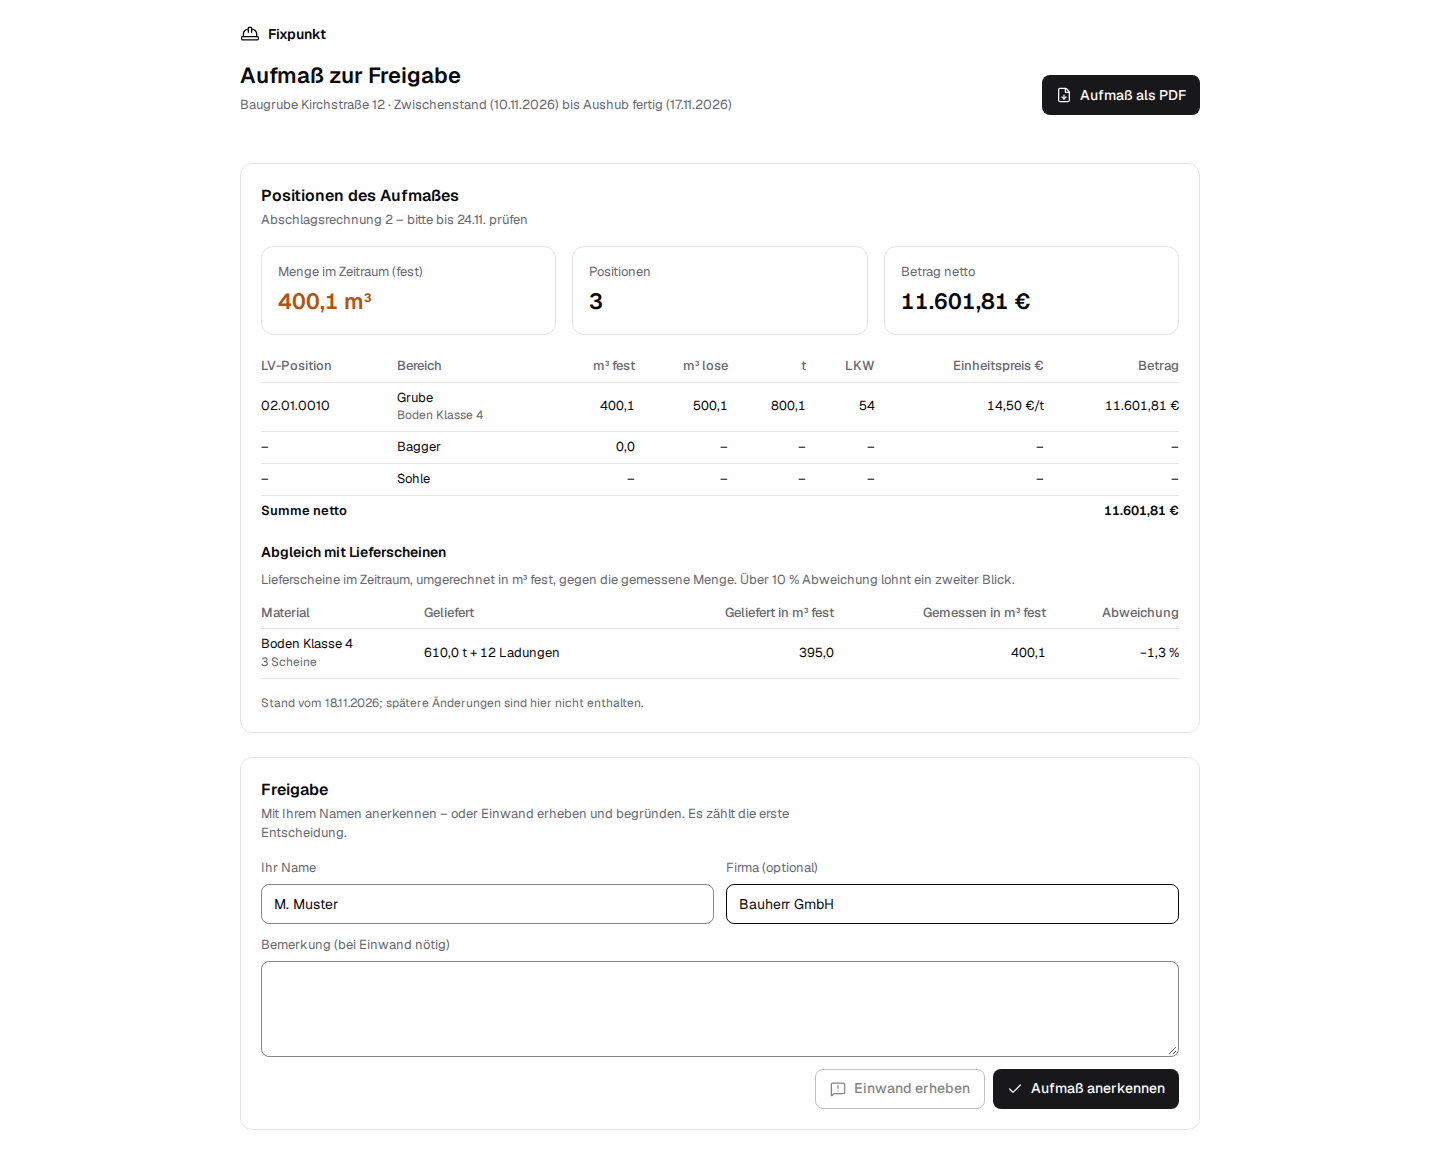 Fixpunkt
Aufmaß zur Freigabe
Baugrube Kirchstraße 12 · Zwischenstand (10.11.2026) bis Aushub fertig (17.11.2026)
Aufmaß als PDF
Positionen des Aufmaßes
Abschlagsrechnung 2 – bitte bis 24.11. prüfen
Menge im Zeitraum (fest)
400,1 m³
Positionen
3
Betrag netto
11.601,81 €
LV-Position Bereich m³ fest m³ lose t LKW Einheitspreis € Betrag
02.01.0010 Grube 400,1 500,1 800,1 54 14,50 €/t 11.601,81 €
Boden Klasse 4
– Bagger 0,0 – – – – –
– Sohle – – – – – –
Summe netto 11.601,81 €
Abgleich mit Lieferscheinen
Lieferscheine im Zeitraum, umgerechnet in m³ fest, gegen die gemessene Menge. Über 10 % Abweichung lohnt ein zweiter Blick.
Material Geliefert Geliefert in m³ fest Gemessen in m³ fest Abweichung
Boden Klasse 4 610,0 t + 12 Ladungen 395,0 400,1 −1,3 %
3 Scheine
Stand vom 18.11.2026; spätere Änderungen sind hier nicht enthalten.
Freigabe
Mit Ihrem Namen anerkennen – oder Einwand erheben und begründen. Es zählt die erste
Entscheidung.
Ihr Name
M. Muster
Firma (optional)
Bauherr GmbH
Bemerkung (bei Einwand nötig)
Einwand erheben
Aufmaß anerkennen